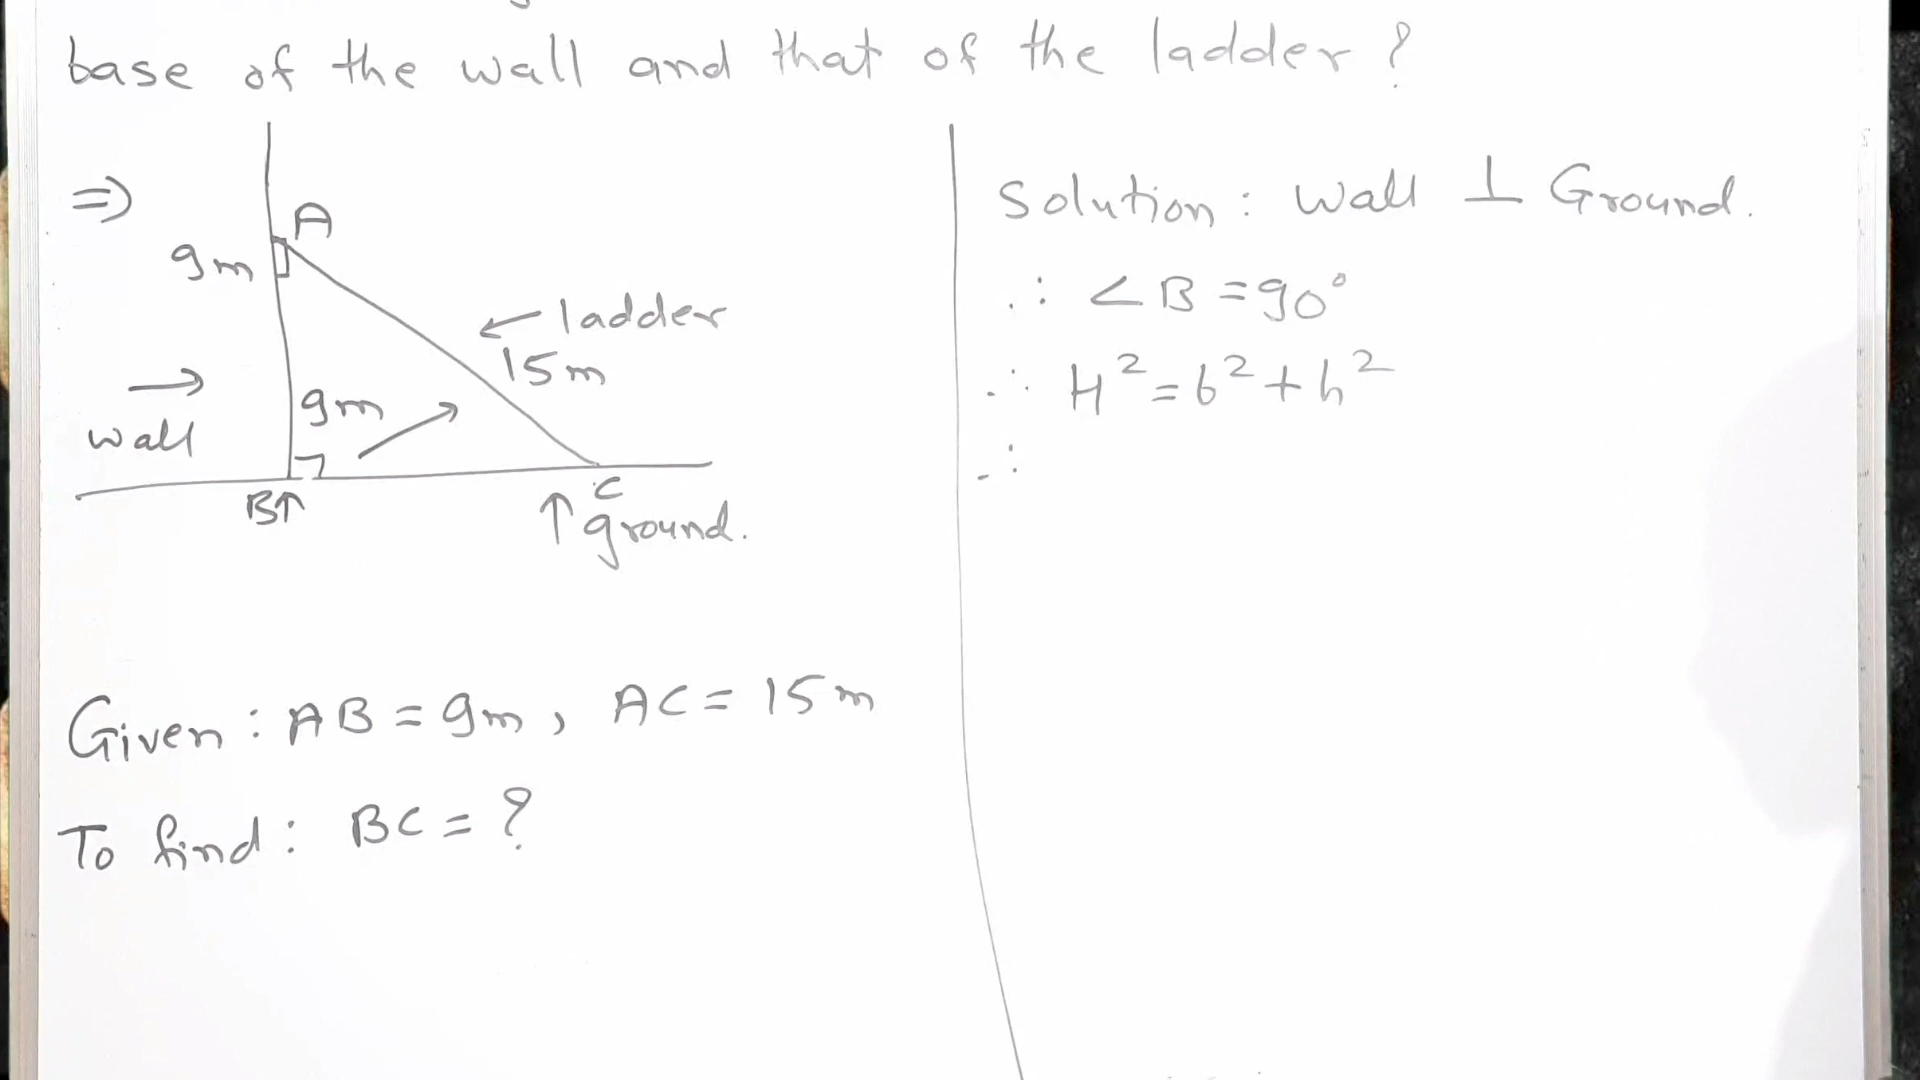 base of the wall and that of the ladder ?
⇒
A
9m
← ladder
15m
→
wall
9m
B↑
C
↑ ground.
Given : AB = 9m , AC = 15m
To find : BC = ?
Solution : Wall ⊥ Ground.
∴ ∠B = 90°
∴ H² = b² + h²
∴